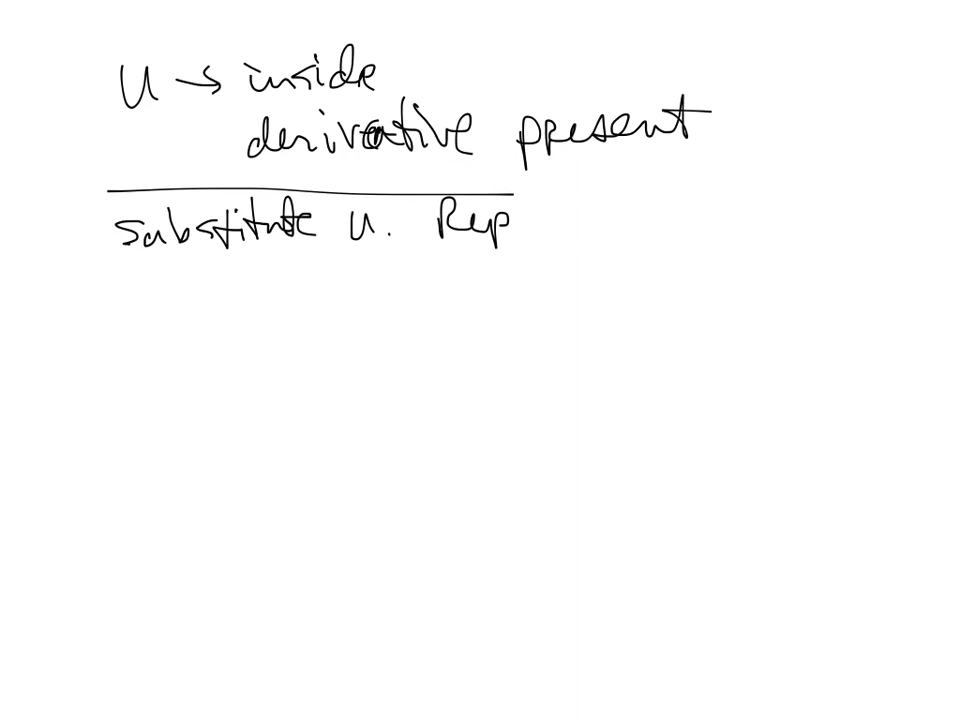 u → inside
derivative present
substitute u. Rep